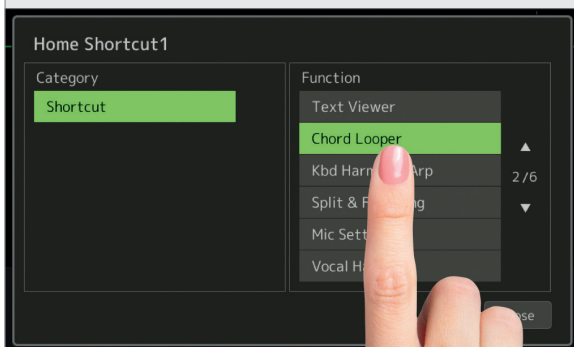 Home Shortcut1
Category
Function
Shortcut
Text Viewer
Chord Looper
Kbd Arp
2/6
Split &
Mic
Vocal